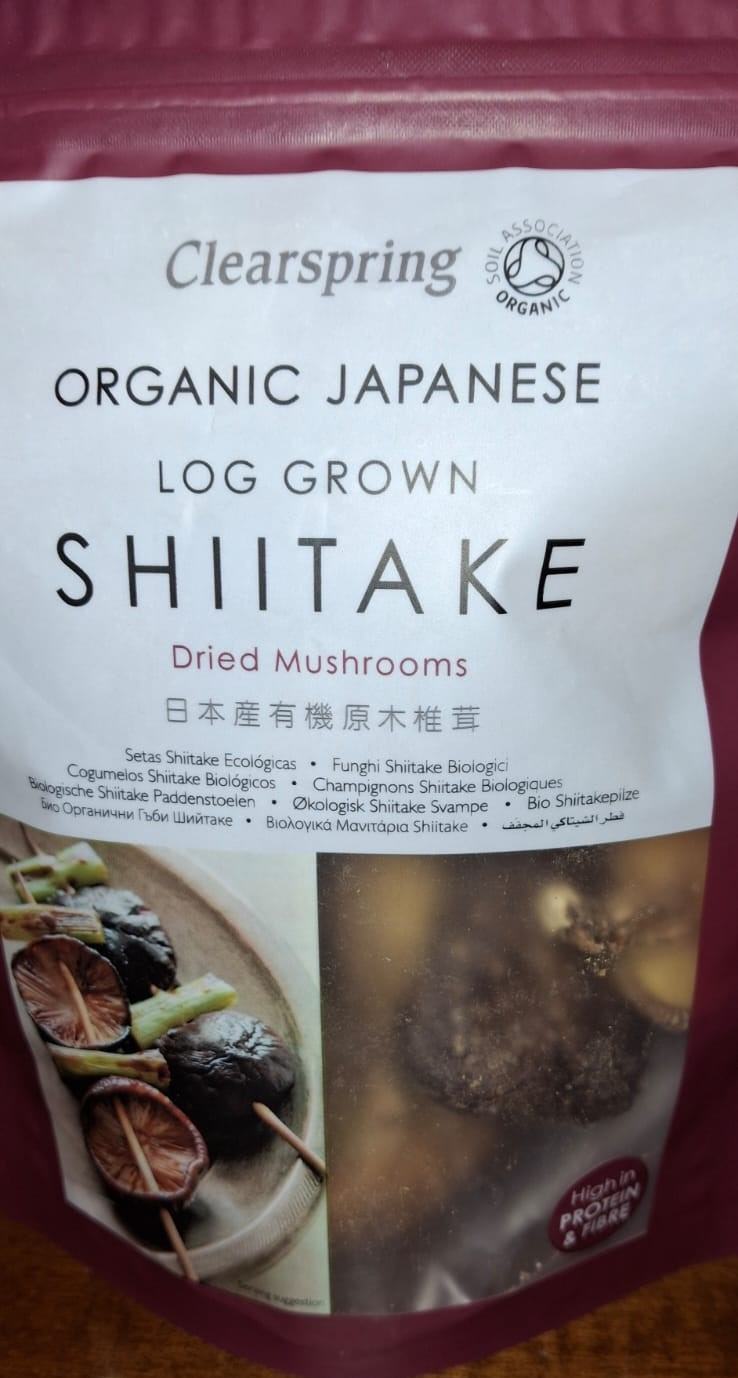 Clearspring
SOIL ASSOCIATION
ORGANIC
ORGANIC JAPANESE
LOG GROWN
SHIITAKE
Dried Mushrooms
日本産有機原木椎茸
Setas Shiitake Ecológicas • Funghi Shiitake Biologici
Cogumelos Shiitake Biológicos • Champignons Shiitake Biologiques
Biologische Shiitake Paddenstoelen • Økologisk Shiitake Svampe • Bio Shiitakepilze
Био Органични Гъби Шийтаке • Βιολογικά Μανιτάρια Shiitake • فطر الشيتاكي المجفف
High in
PROTEIN
& FIBRE
Serving suggestion